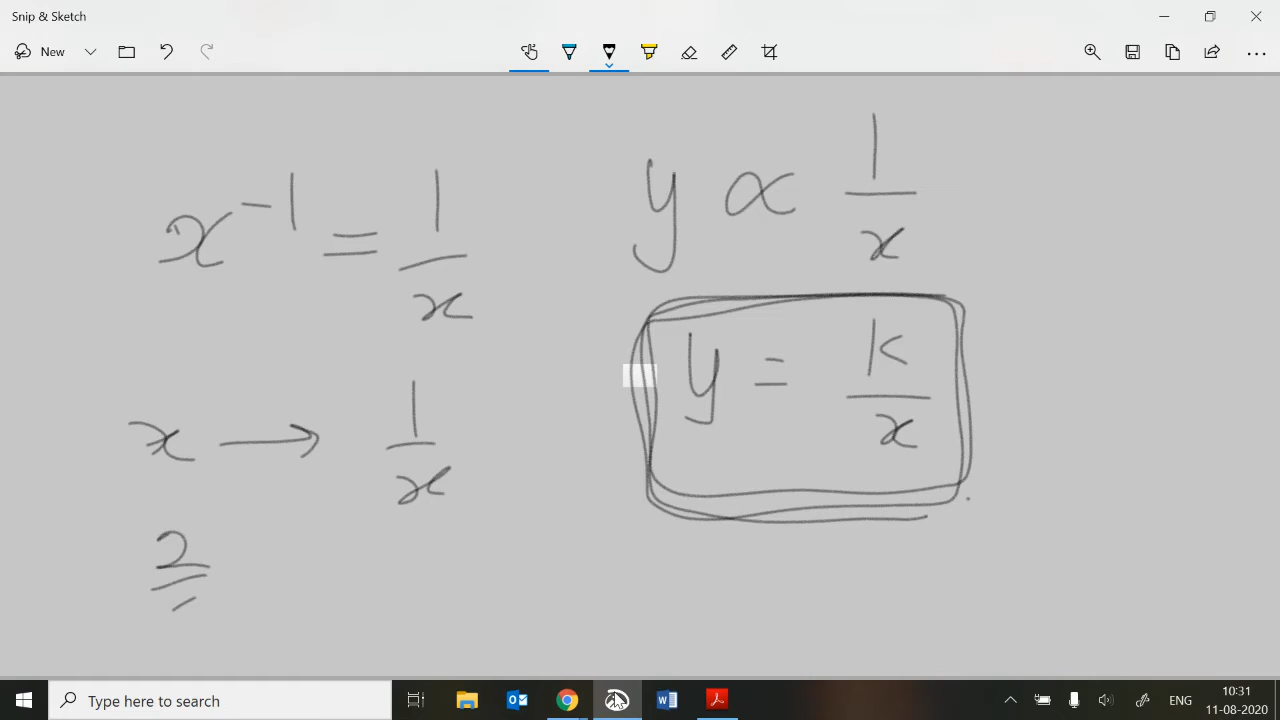 Snip & Sketch
New
x⁻¹ = 1/x
x → 1/x
2
y ∝ 1/x
y = k/x
Type here to search
ENG
10:31
11-08-2020